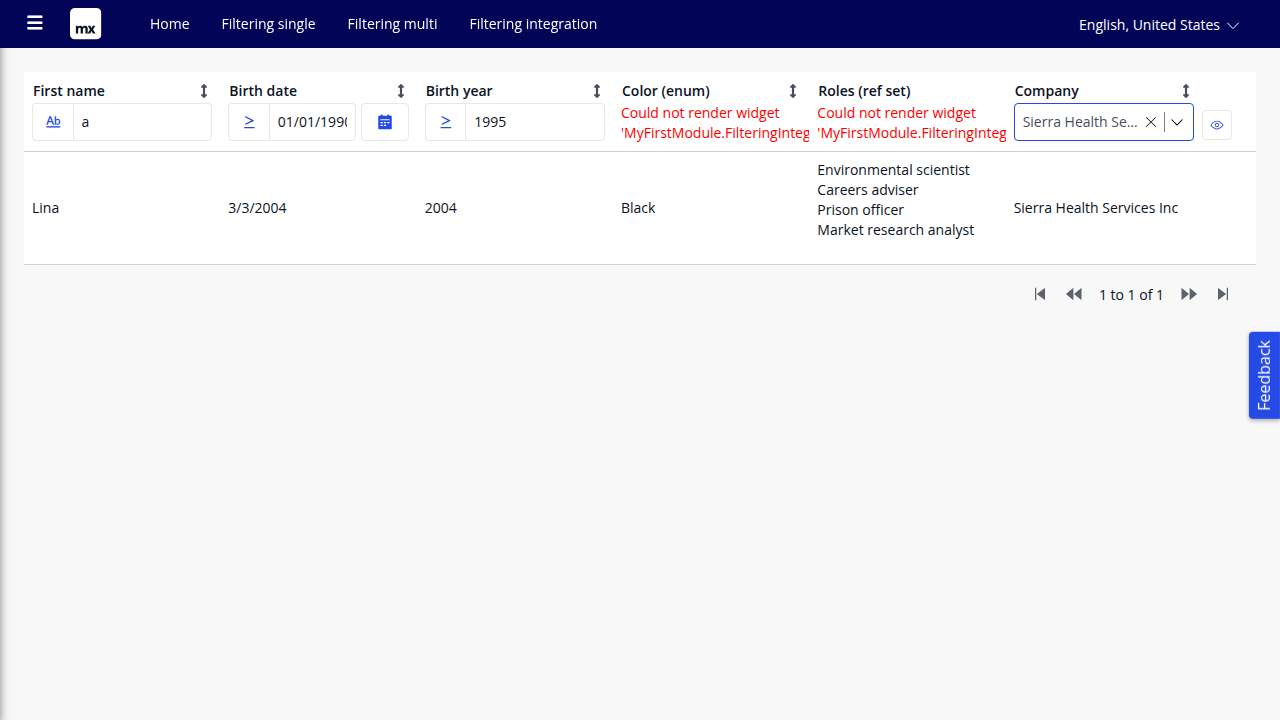 mx Home Filtering single Filtering multi Filtering integration English, United States
First name Birth date Birth year Color (enum) Roles (ref set) Company
Ab a ≥ 01/01/1990 ≥ 1995 Could not render widget Could not render widget Sierra Health Se...
'MyFirstModule.FilteringInteg 'MyFirstModule.FilteringInteg
Lina 3/3/2004 2004 Black Environmental scientist Sierra Health Services Inc
Careers adviser
Prison officer
Market research analyst
1 to 1 of 1
Feedback